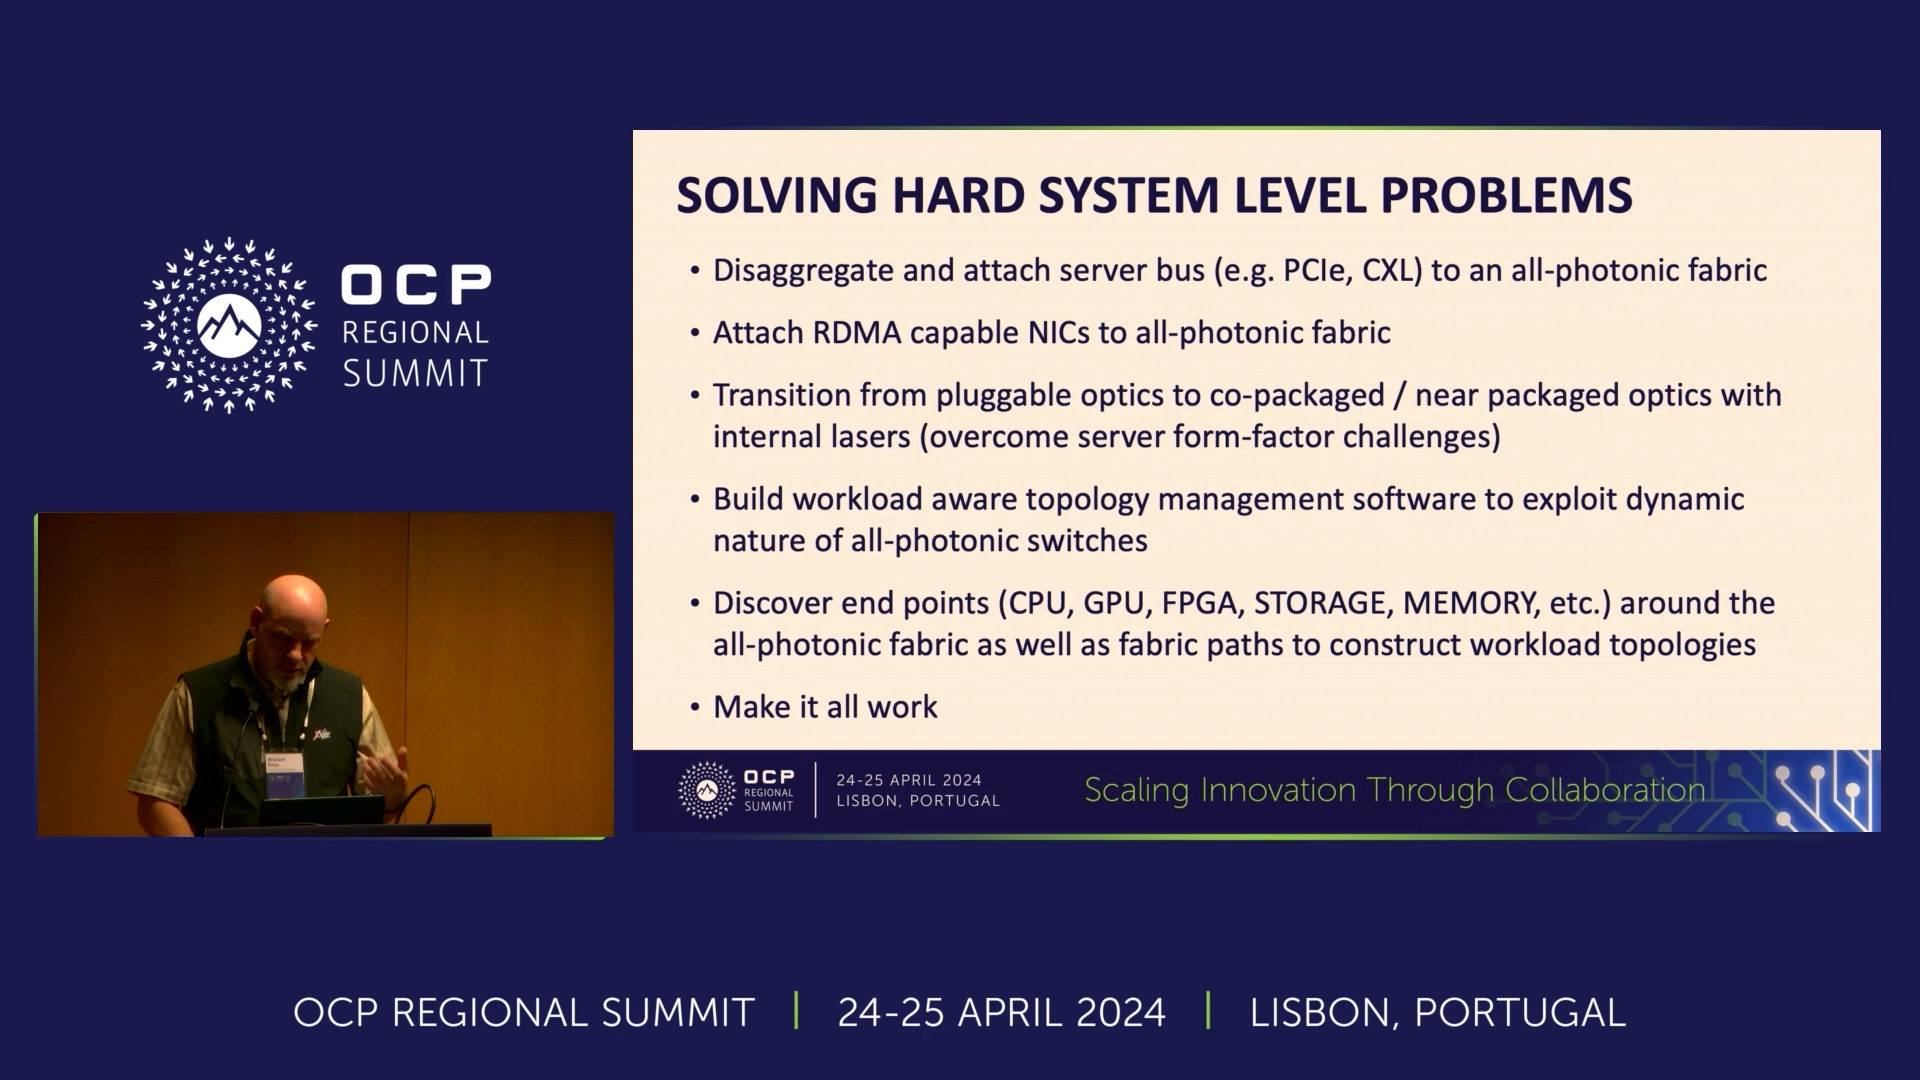 OCP
REGIONAL
SUMMIT
SOLVING HARD SYSTEM LEVEL PROBLEMS
• Disaggregate and attach server bus (e.g. PCIe, CXL) to an all-photonic fabric
• Attach RDMA capable NICs to all-photonic fabric
• Transition from pluggable optics to co-packaged / near packaged optics with
internal lasers (overcome server form-factor challenges)
• Build workload aware topology management software to exploit dynamic
nature of all-photonic switches
• Discover end points (CPU, GPU, FPGA, STORAGE, MEMORY, etc.) around the
all-photonic fabric as well as fabric paths to construct workload topologies
• Make it all work
OCP
REGIONAL
SUMMIT
24-25 APRIL 2024
LISBON, PORTUGAL
Scaling Innovation Through Collaboration
William
OCP REGIONAL SUMMIT | 24-25 APRIL 2024 | LISBON, PORTUGAL